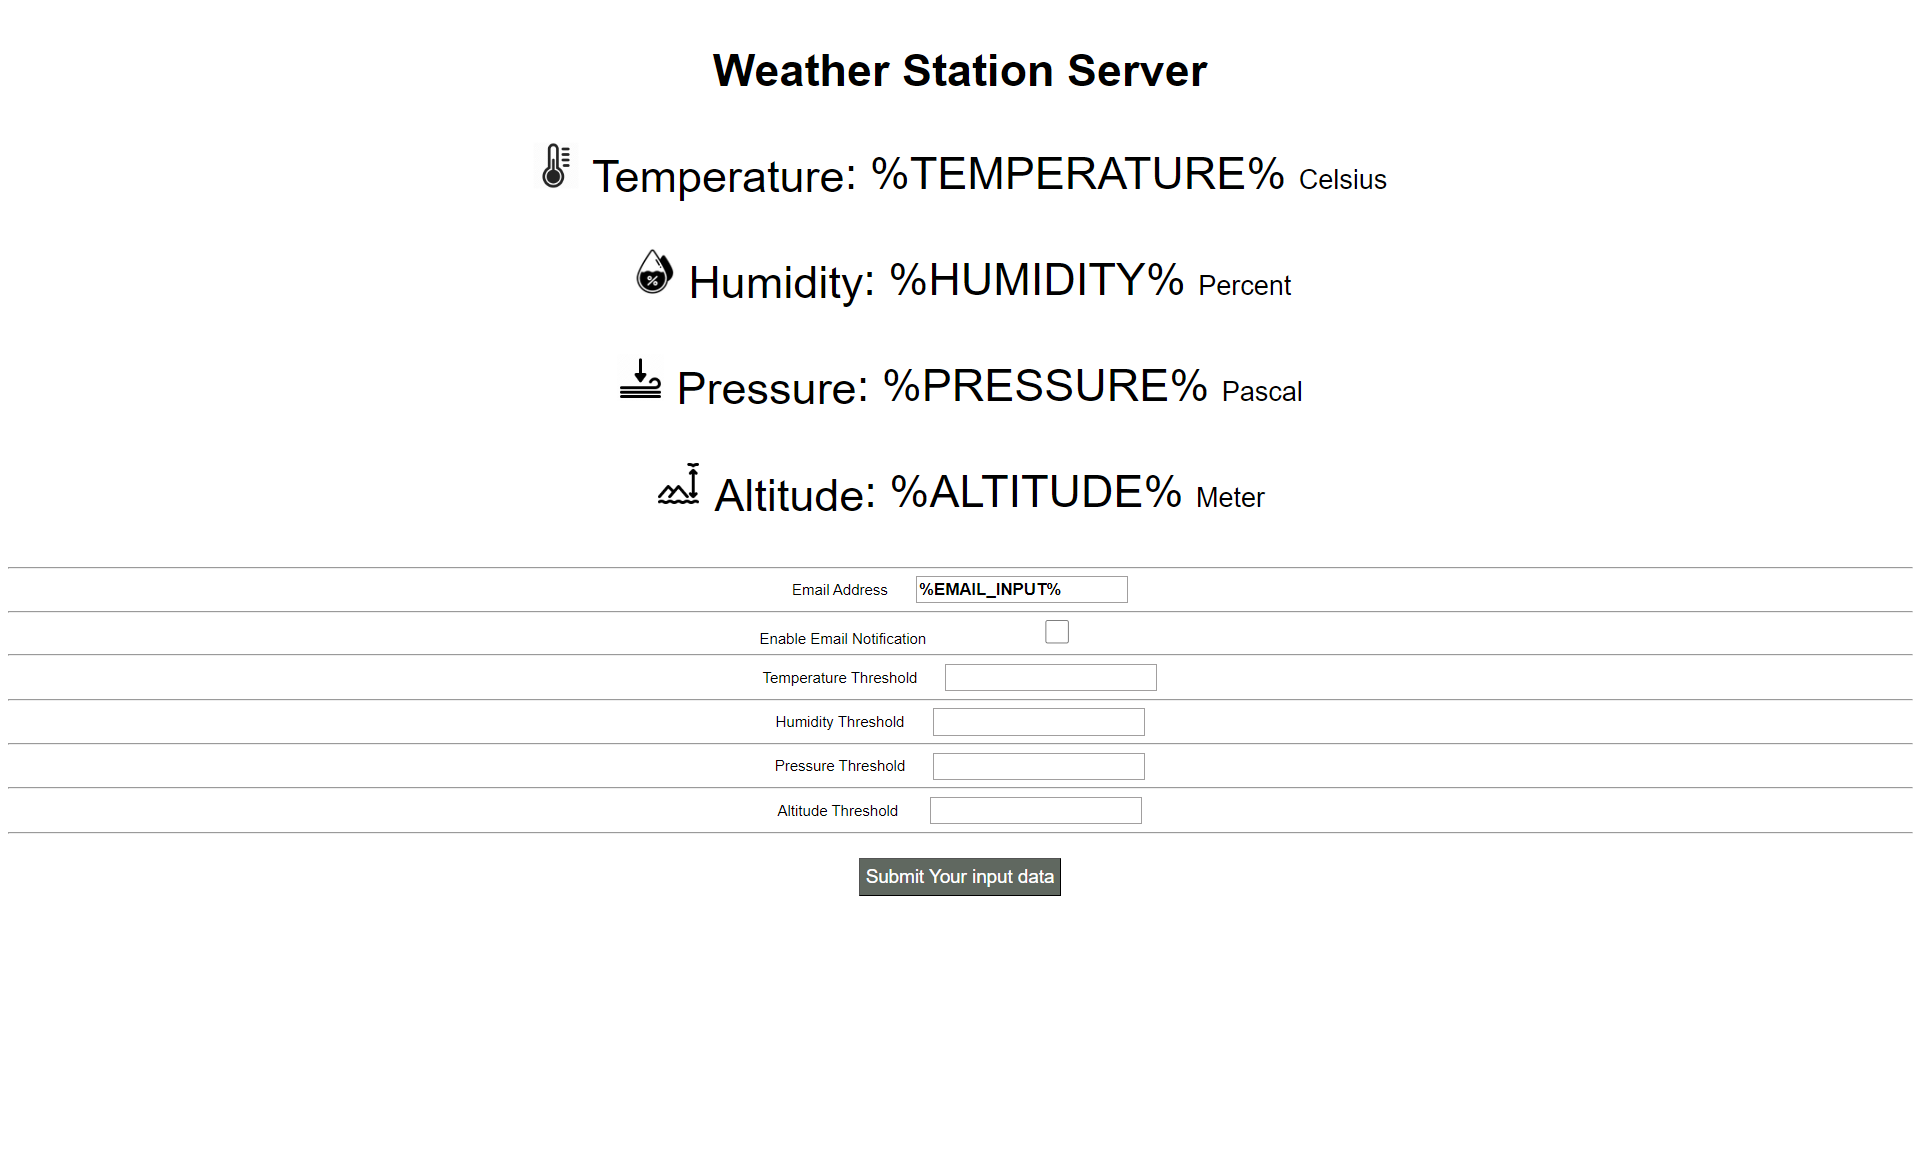 Weather Station Server
Temperature: %TEMPERATURE% Celsius
% Humidity: %HUMIDITY% Percent
Pressure: %PRESSURE% Pascal
Altitude: %ALTITUDE% Meter
Email Address %EMAIL_INPUT%
Enable Email Notification
Temperature Threshold
Humidity Threshold
Pressure Threshold
Altitude Threshold
Submit Your input data